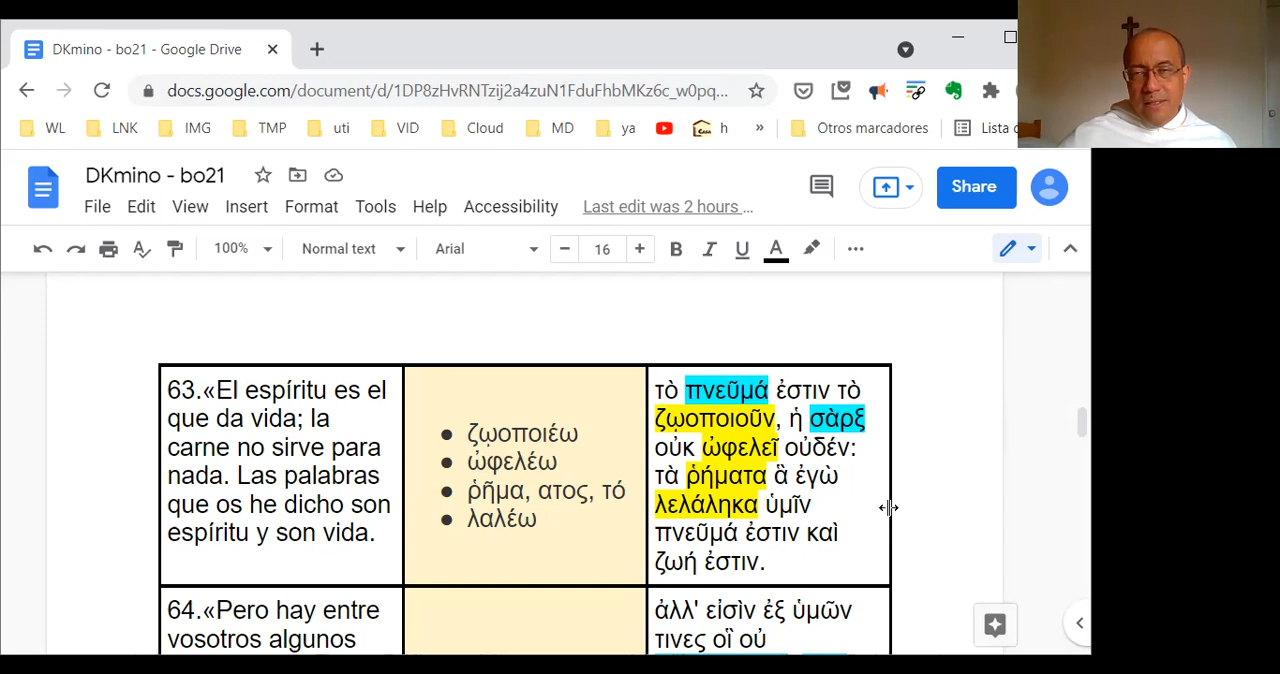 DKmino - bo21 - Google Drive
docs.google.com/document/d/1DP8zHvRNTzij2a4zuN1FduFhbMKz6c_w0pq...
WL LNK IMG TMP uti VID Cloud MD ya h » Otros marcadores Lista
DKmino - bo21
Share
File Edit View Insert Format Tools Help Accessibility Last edit was 2 hours ...
100% Normal text Arial 16 B I U A
63.«El espíritu es el
que da vida; la
carne no sirve para
nada. Las palabras
que os he dicho son
espíritu y son vida.
ζῳοποιέω
ὠφελέω
ῥῆμα, ατος, τό
λαλέω
τὸ πνεῦμά ἐστιν τὸ
ζῳοποιοῦν, ἡ σὰρξ
οὐκ ὠφελεῖ οὐδέν:
τὰ ῥήματα ἃ ἐγὼ
λελάληκα ὑμῖν
πνεῦμά ἐστιν καὶ
ζωή ἐστιν.
64.«Pero hay entre
vosotros algunos
ἀλλ' εἰσὶν ἐξ ὑμῶν
τινες οἳ οὐ